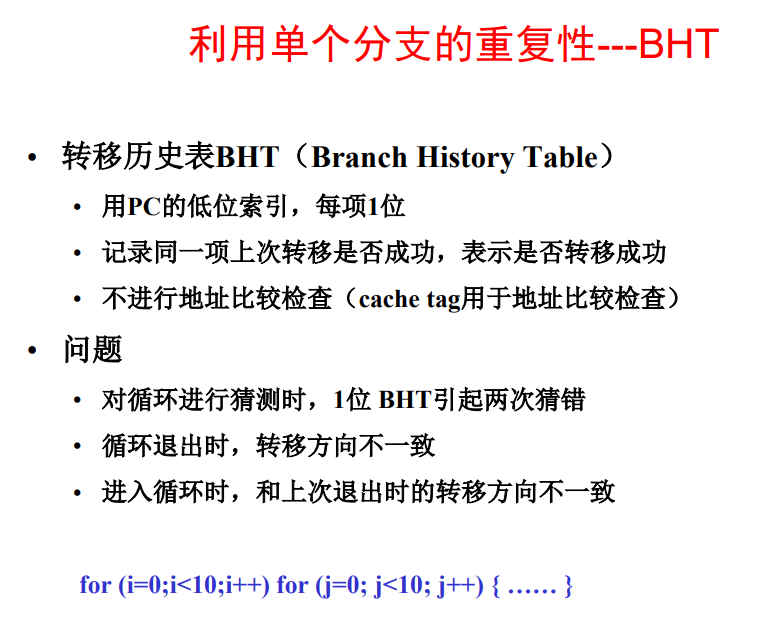 利用单个分支的重复性---BHT
• 转移历史表BHT（Branch History Table）
• 用PC的低位索引，每项1位
• 记录同一项上次转移是否成功，表示是否转移成功
• 不进行地址比较检查（cache tag用于地址比较检查）
• 问题
• 对循环进行猜测时，1位 BHT引起两次猜错
• 循环退出时，转移方向不一致
• 进入循环时，和上次退出时的转移方向不一致
for (i=0;i<10;i++) for (j=0; j<10; j++) { …… }